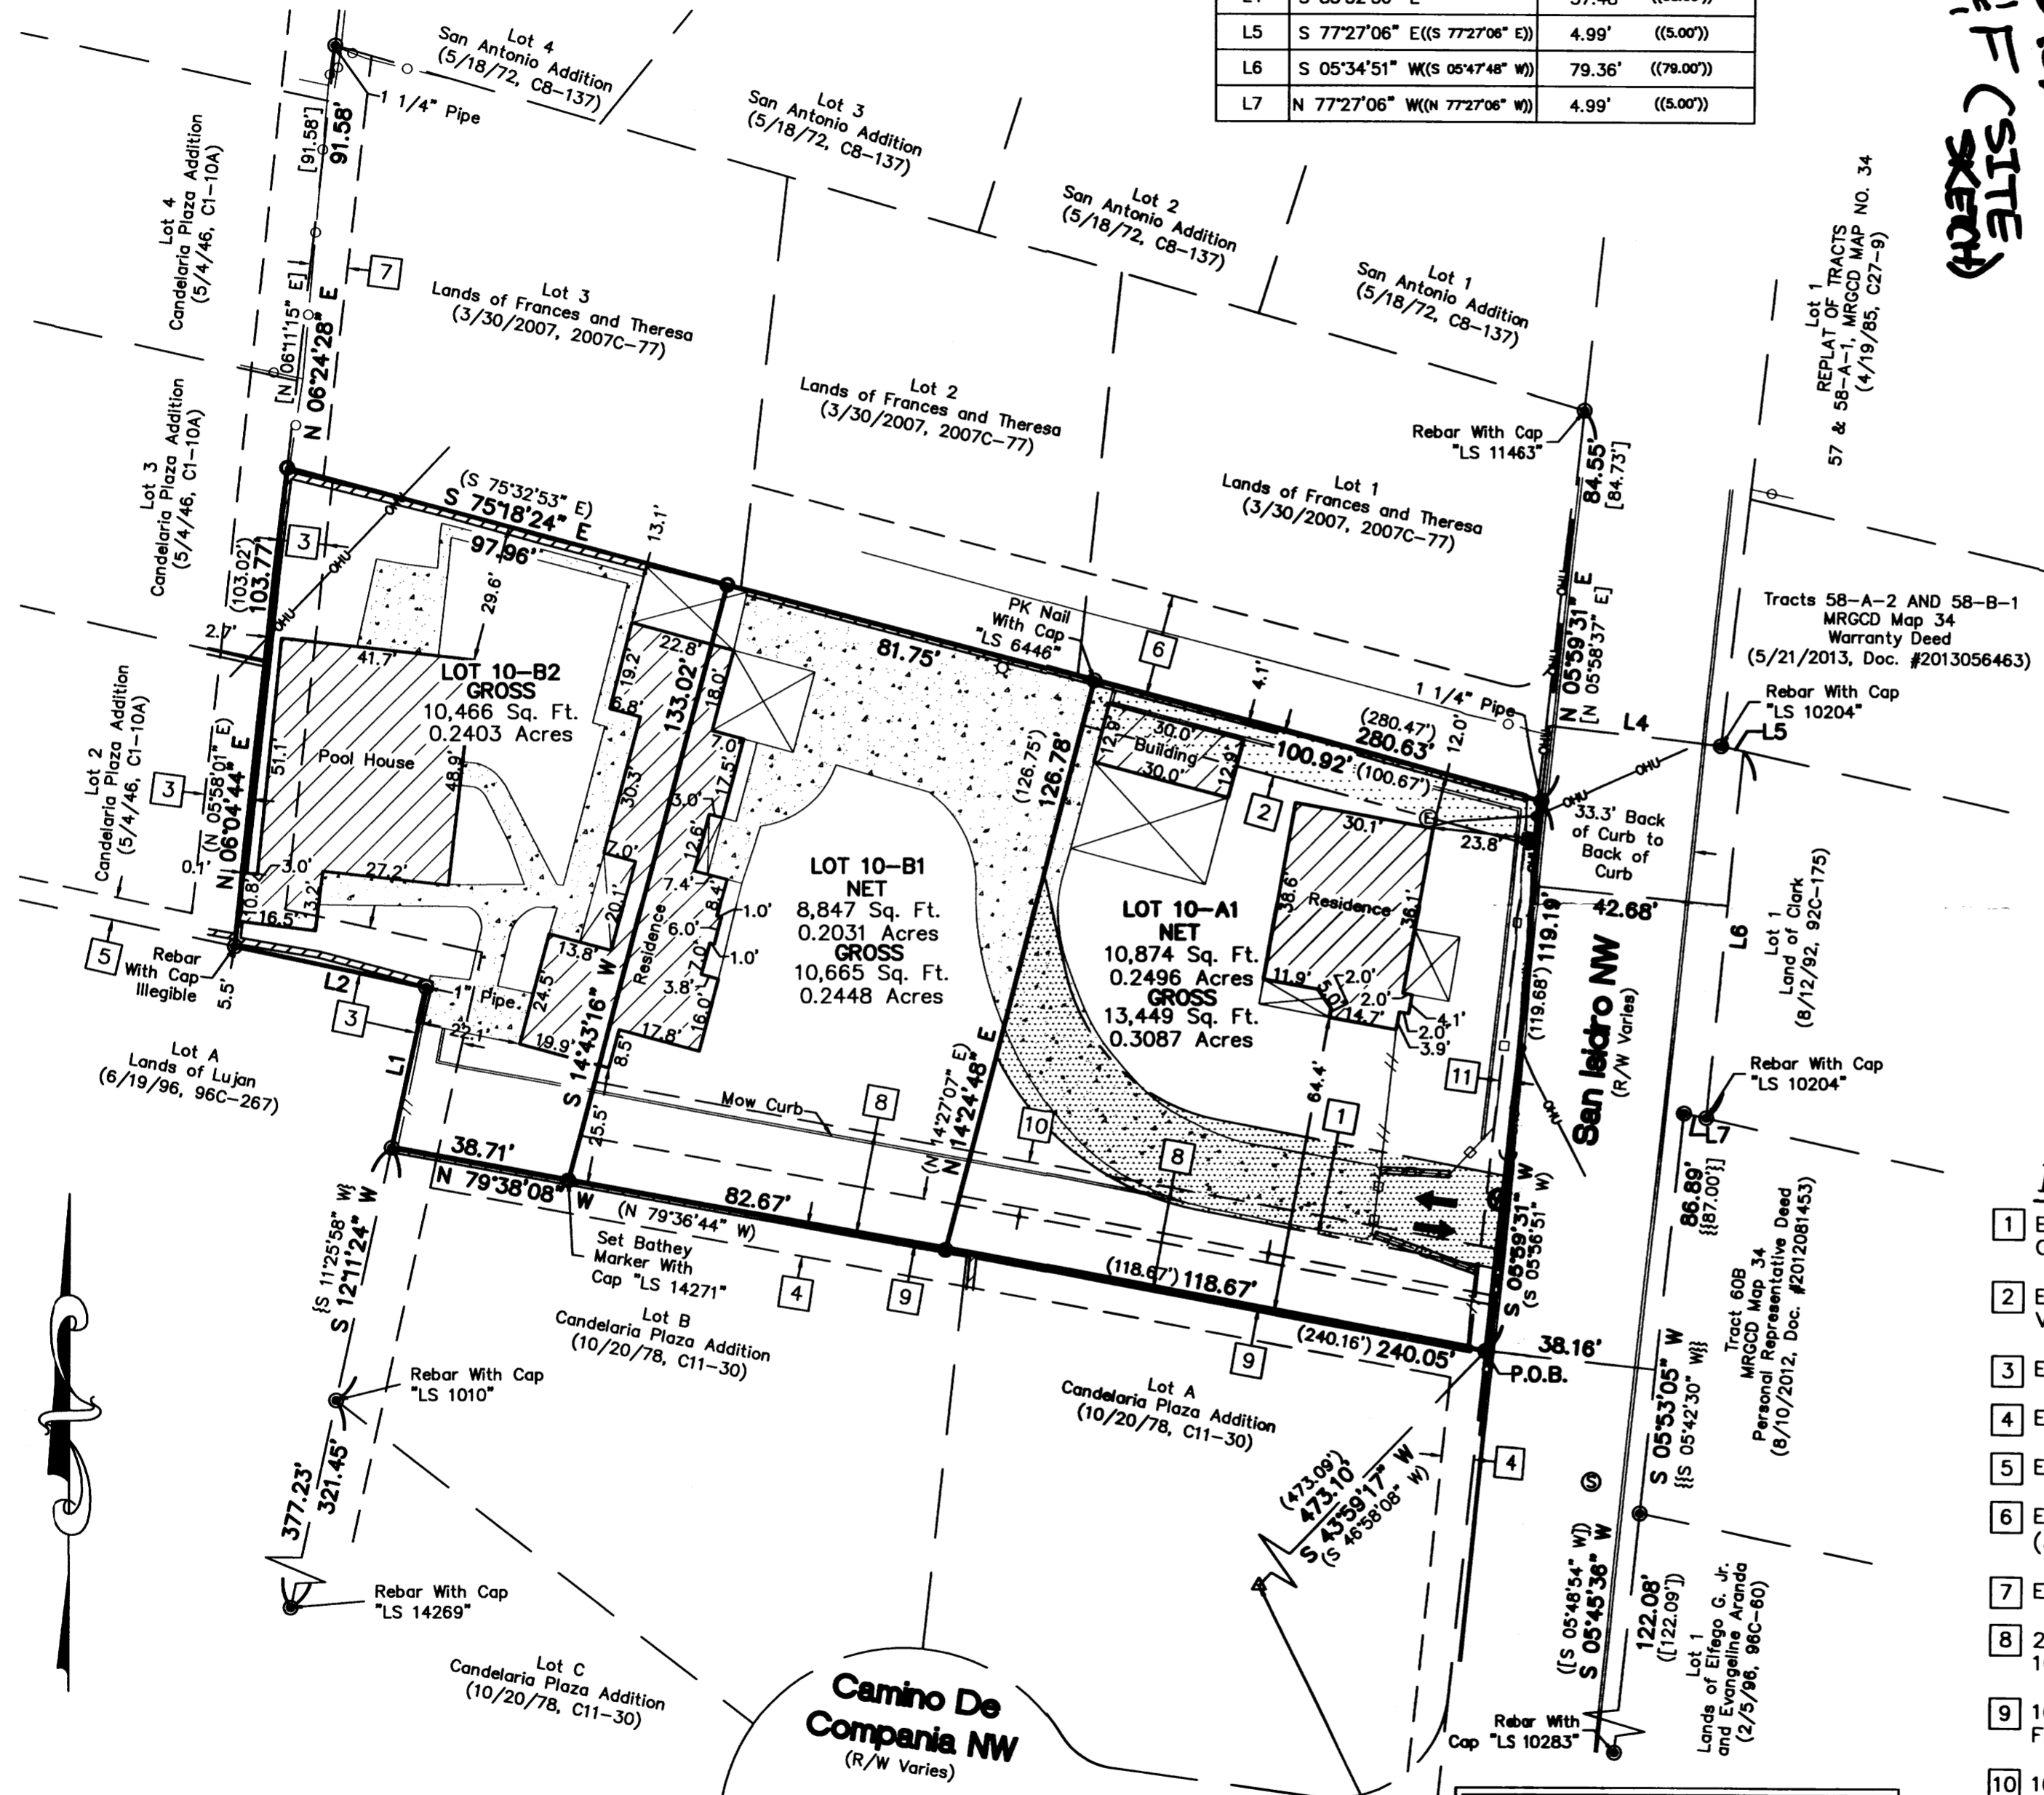 L5 S 77°27'06" E((S 77°27'06" E)) 4.99' ((5.00'))
L6 S 05°34'51" W((S 05°47'48" W)) 79.36' ((79.00'))
L7 N 77°27'06" W((N 77°27'06" W)) 4.99' ((5.00'))
(SITE
SKETCH)
Lot 4
San Antonio Addition
(5/18/72, C8-137)
1 1/4" Pipe
[91.58']
91.58'
Lot 3
San Antonio Addition
(5/18/72, C8-137)
Lot 2
San Antonio Addition
(5/18/72, C8-137)
Lot 1
San Antonio Addition
(5/18/72, C8-137)
Lot 1
REPLAT OF TRACTS
57 & 58-A-1, MRGCD MAP NO. 34
(4/19/85, C27-9)
Lot 4
Candelaria Plaza Addition
(5/4/46, C1-10A)
7
[N 06°11'15" E]
N 06°24'28" E
Lot 3
Lands of Frances and Theresa
(3/30/2007, 2007C-77)
Lot 2
Lands of Frances and Theresa
(3/30/2007, 2007C-77)
Lot 1
Lands of Frances and Theresa
(3/30/2007, 2007C-77)
Rebar With Cap
"LS 11463"
84.55'
[84.73']
Lot 3
Candelaria Plaza Addition
(5/4/46, C1-10A)
(S 75°32'53" E)
S 75°18'24" E
97.96'
13.1'
3
(103.02')
103.77'
OHU
29.6'
2.7'
41.7'
LOT 10-B2
GROSS
10,466 Sq. Ft.
0.2403 Acres
Pool House
51.1'
48.9'
22.8'
19.2'
6.8'
133.02'
18.0'
7.0'
17.5'
30.3'
3.0'
12.6'
7.0'
7.4'
8.4'
1.0'
6.0'
1.0'
7.0'
3.8'
16.0'
20.1'
13.8'
24.5'
19.9'
22.1'
17.8'
8.5'
25.5'
Residence
S 14°43'16" W
81.75'
PK Nail
With Cap
"LS 6446"
6
4.1'
1 1/4" Pipe
(280.47')
280.63'
12.0'
100.92' (100.67')
N 05°59'31" E
[N 05°58'37" E]
OHU
L4
Tracts 58-A-2 AND 58-B-1
MRGCD Map 34
Warranty Deed
(5/21/2013, Doc. #2013056463)
Rebar With Cap
"LS 10204"
L5
OHU
33.3' Back
of Curb to
Back of
Curb
42.68'
L6
Lot 1
Land of Clark
(8/12/92, 92C-175)
Rebar With Cap
"LS 10204"
L7
Lot 2
Candelaria Plaza Addition
(5/4/46, C1-10A)
3
(N 05°58'01" E)
N 06°04'44" E
0.1'
3.0'
27.2'
10.8'
13.2'
16.5'
5
Rebar
With Cap
Illegible
5.5'
L2
3
1" Pipe
L1
Lot A
Lands of Lujan
(6/19/96, 96C-267)
LOT 10-B1
NET
8,847 Sq. Ft.
0.2031 Acres
GROSS
10,665 Sq. Ft.
0.2448 Acres
(126.75')
126.78'
(N 14°27'07" E)
N 14°24'48" E
30.0'
12.9'
Building
30.0'
12.9'
2
E
30.1'
23.8'
38.6'
Residence
36.1'
11.9'
2.0'
5.0'
2.0'
14.7'
4.1'
2.0'
3.9'
LOT 10-A1
NET
10,874 Sq. Ft.
0.2496 Acres
GROSS
13,449 Sq. Ft.
0.3087 Acres
64.4'
11
(119.68') 119.19'
San Isidro NW
(R/W Varies)
OHU
Mow Curb
8
10
1
8
38.71'
N 79°38'08" W
82.67'
(N 79°36'44" W)
Set Bathey
Marker With
Cap "LS 14271"
4
9
(118.67') 118.67'
9
(240.16') 240.05'
S 05°59'31" W
(S 05°56'51" W)
P.O.B.
38.16'
86.89'
{{87.00'}}
Tract 60B
MRGCD Map 34
Personal Representative Deed
(8/10/2012, Doc. #2012081453)
S 05°53'05" W
{{S 05°42'30" W}}
{S 11°25'58" W}
S 12°11'24" W
Rebar With Cap
"LS 1010"
377.23'
321.45'
Rebar With Cap
"LS 14269"
Lot B
Candelaria Plaza Addition
(10/20/78, C11-30)
Lot A
Candelaria Plaza Addition
(10/20/78, C11-30)
(473.09')
473.10'
S 43°59'17" W
(S 46°58'08" W)
4
S
Lot C
Candelaria Plaza Addition
(10/20/78, C11-30)
Camino De
Compania NW
(R/W Varies)
([S 05°48'54" W])
S 05°45'36" W
122.08'
([122.09'])
Lot 1
Lands of Elfego G. Jr.
and Evangeline Aranda
(2/5/96, 96C-60)
Rebar With
Cap "LS 10283"
1 E
2 E
3 E
4 E
5 E
6 E
7 E
8 2
9 1
F
10 1